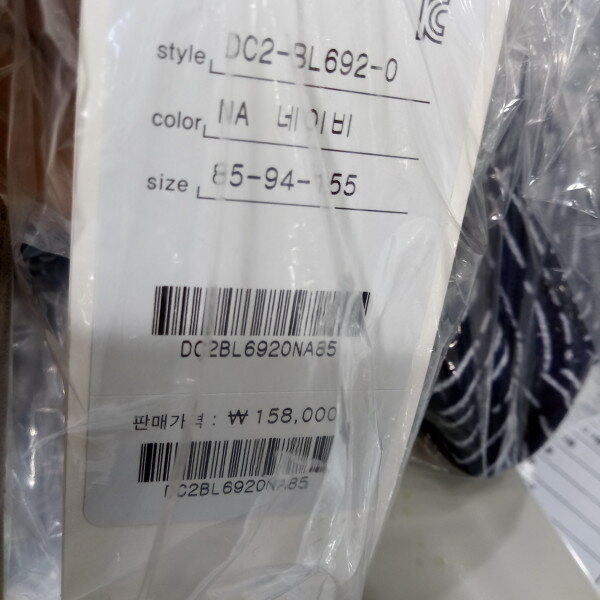 style DC2-BL692-0
color NA 네이비
size 85-94-155
DC2BL6920NA85
판매가격 : ₩ 158,000
DC2BL6920NA85